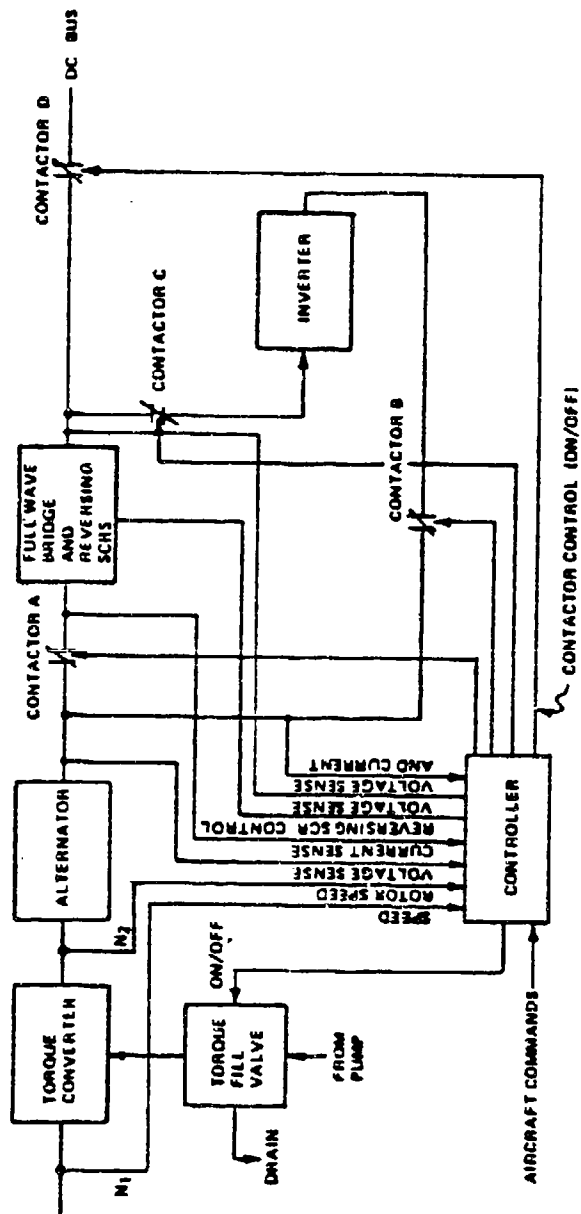 TORQUE
CONVERTER
ALTERNATOR
CONTACTOR A
FULL WAVE
BRIDGE
AND
REVERSING
SCRS
CONTACTOR D
DC BUS
N1
N2
CONTACTOR C
INVERTER
TORQUE
FILL
VALVE
ON/OFF
DRAIN
FROM
PUMP
SPEED
ROTOR SPEED
VOLTAGE SENSE
CURRENT SENSE
REVERSING SCR CONTROL
VOLTAGE SENSE
VOLTAGE SENSE
AND CURRENT
CONTACTOR B
CONTROLLER
AIRCRAFT COMMANDS
CONTACTOR CONTROL (ON/OFF)